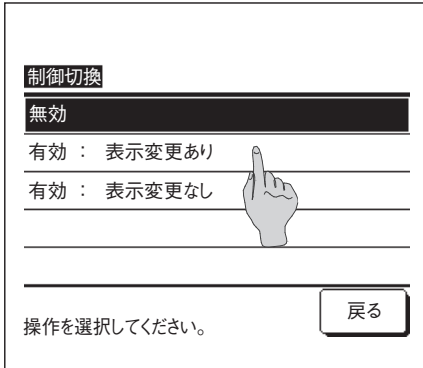 制御切換
無効
有効 ： 表示変更あり
有効 ： 表示変更なし
操作を選択してください。
戻る